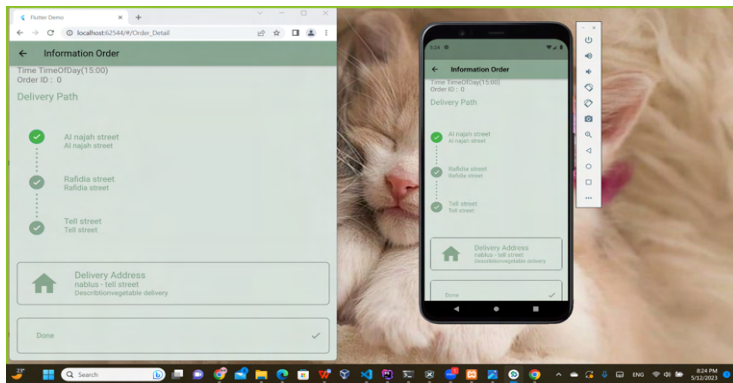 Flutter Demo
localhost:62544/#/Order_Detail
Information Order
Time TimeOfDay(15:00)
Order ID : 0
Delivery Path
Al najah street
Al najah street
Rafidia street
Rafidia street
Tell street
Tell street
Delivery Address
nablus - tell street
Describtionvegetable delivery
Done
Information Order
Time TimeOfDay(15:00)
Order ID : 0
Delivery Path
Al najah street
Al najah street
Rafidia street
Rafidia street
Tell street
Tell street
Delivery Address
nablus - tell street
Describtionvegetable delivery
Done
23°
Search
ENG
8:24 PM
5/12/2023